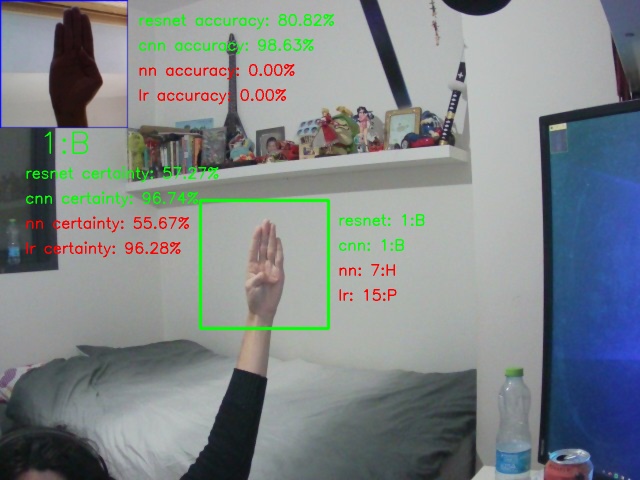 resnet accuracy: 80.82%
cnn accuracy: 98.63%
nn accuracy: 0.00%
lr accuracy: 0.00%
1:B
resnet certainty: 57.27%
cnn certainty: 96.74%
nn certainty: 55.67%
lr certainty: 96.28%
resnet: 1:B
cnn: 1:B
nn: 7:H
lr: 15:P